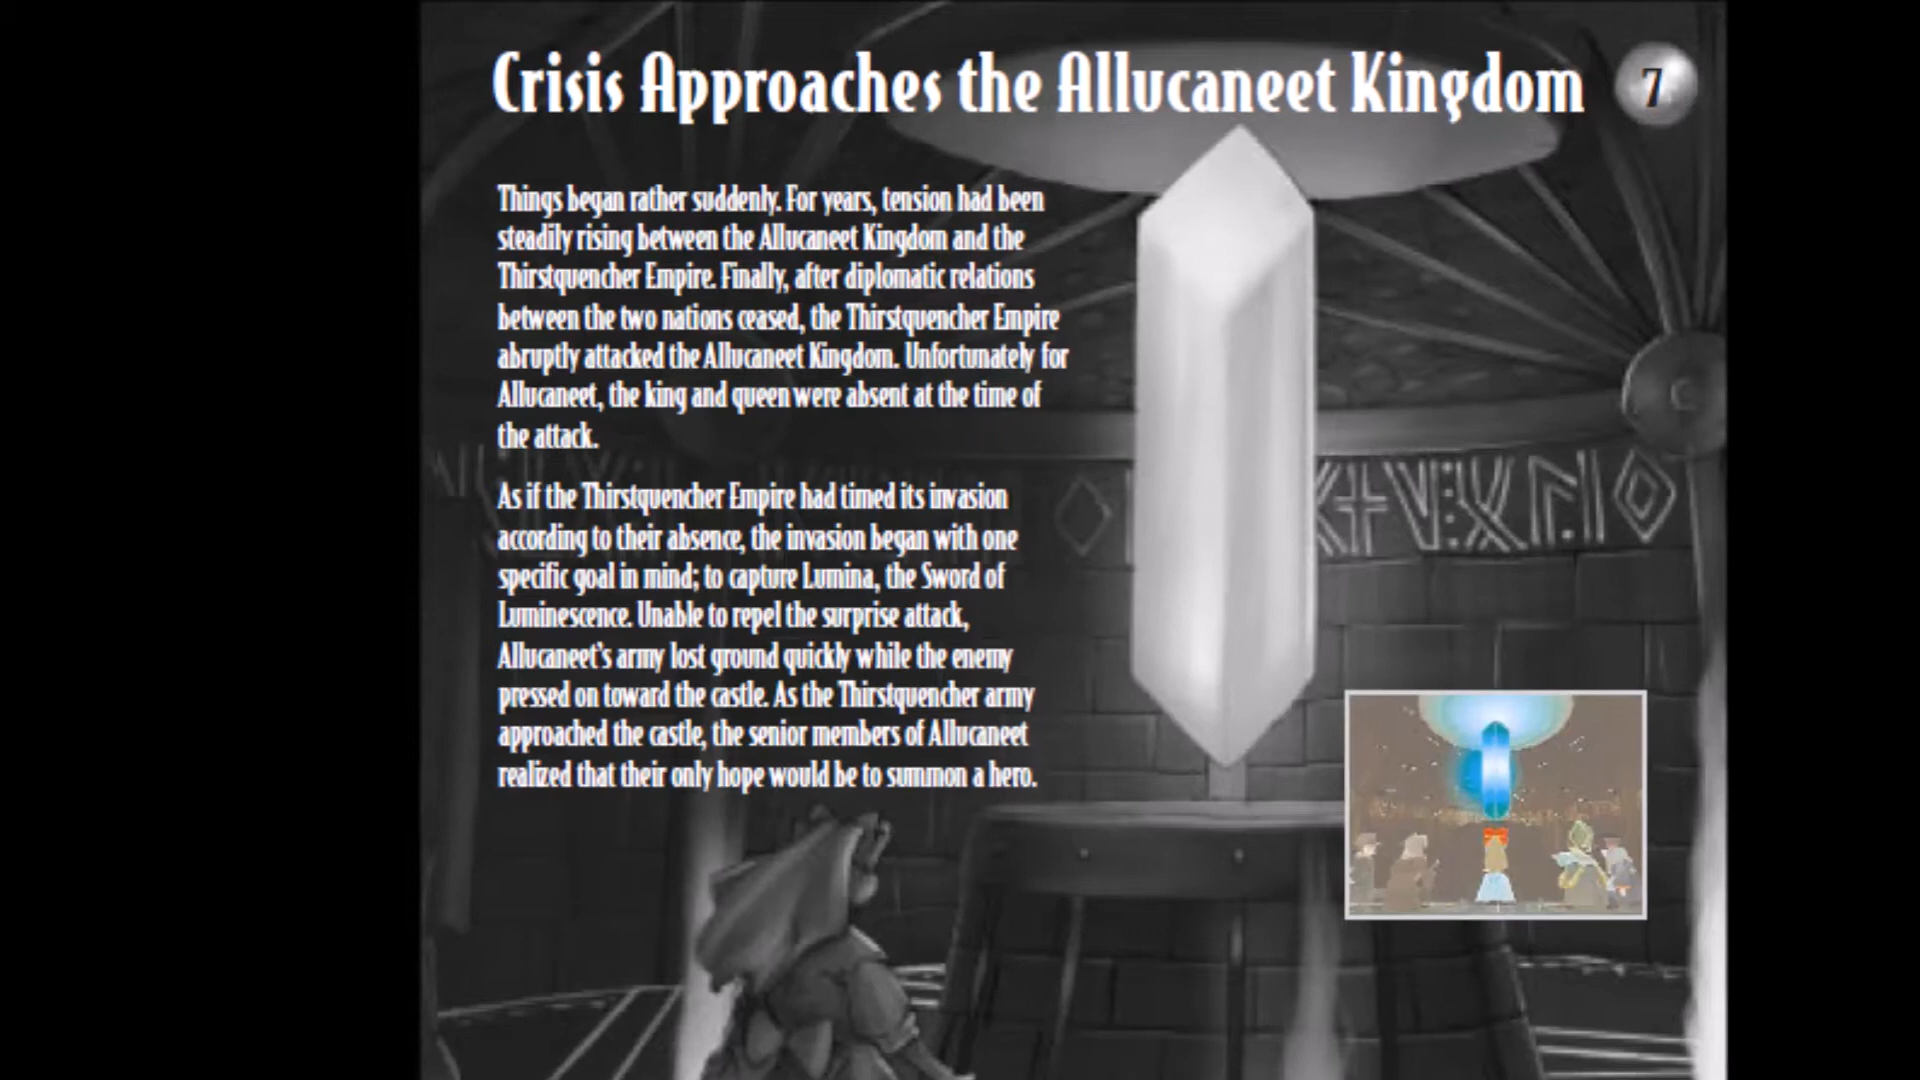 Crisis Approaches the Allucaneet Kingdom
7
Things began rather suddenly. For years, tension had been
steadily rising between the Allucaneet Kingdom and the
Thirstquencher Empire. Finally, after diplomatic relations
between the two nations ceased, the Thirstquencher Empire
abruptly attacked the Allucaneet Kingdom. Unfortunately for
Allucaneet, the king and queen were absent at the time of
the attack.
As if the Thirstquencher Empire had timed its invasion
according to their absence, the invasion began with one
specific goal in mind; to capture Lumina, the Sword of
Luminescence. Unable to repel the surprise attack,
Allucaneet's army lost ground quickly while the enemy
pressed on toward the castle. As the Thirstquencher army
approached the castle, the senior members of Allucaneet
realized that their only hope would be to summon a hero.